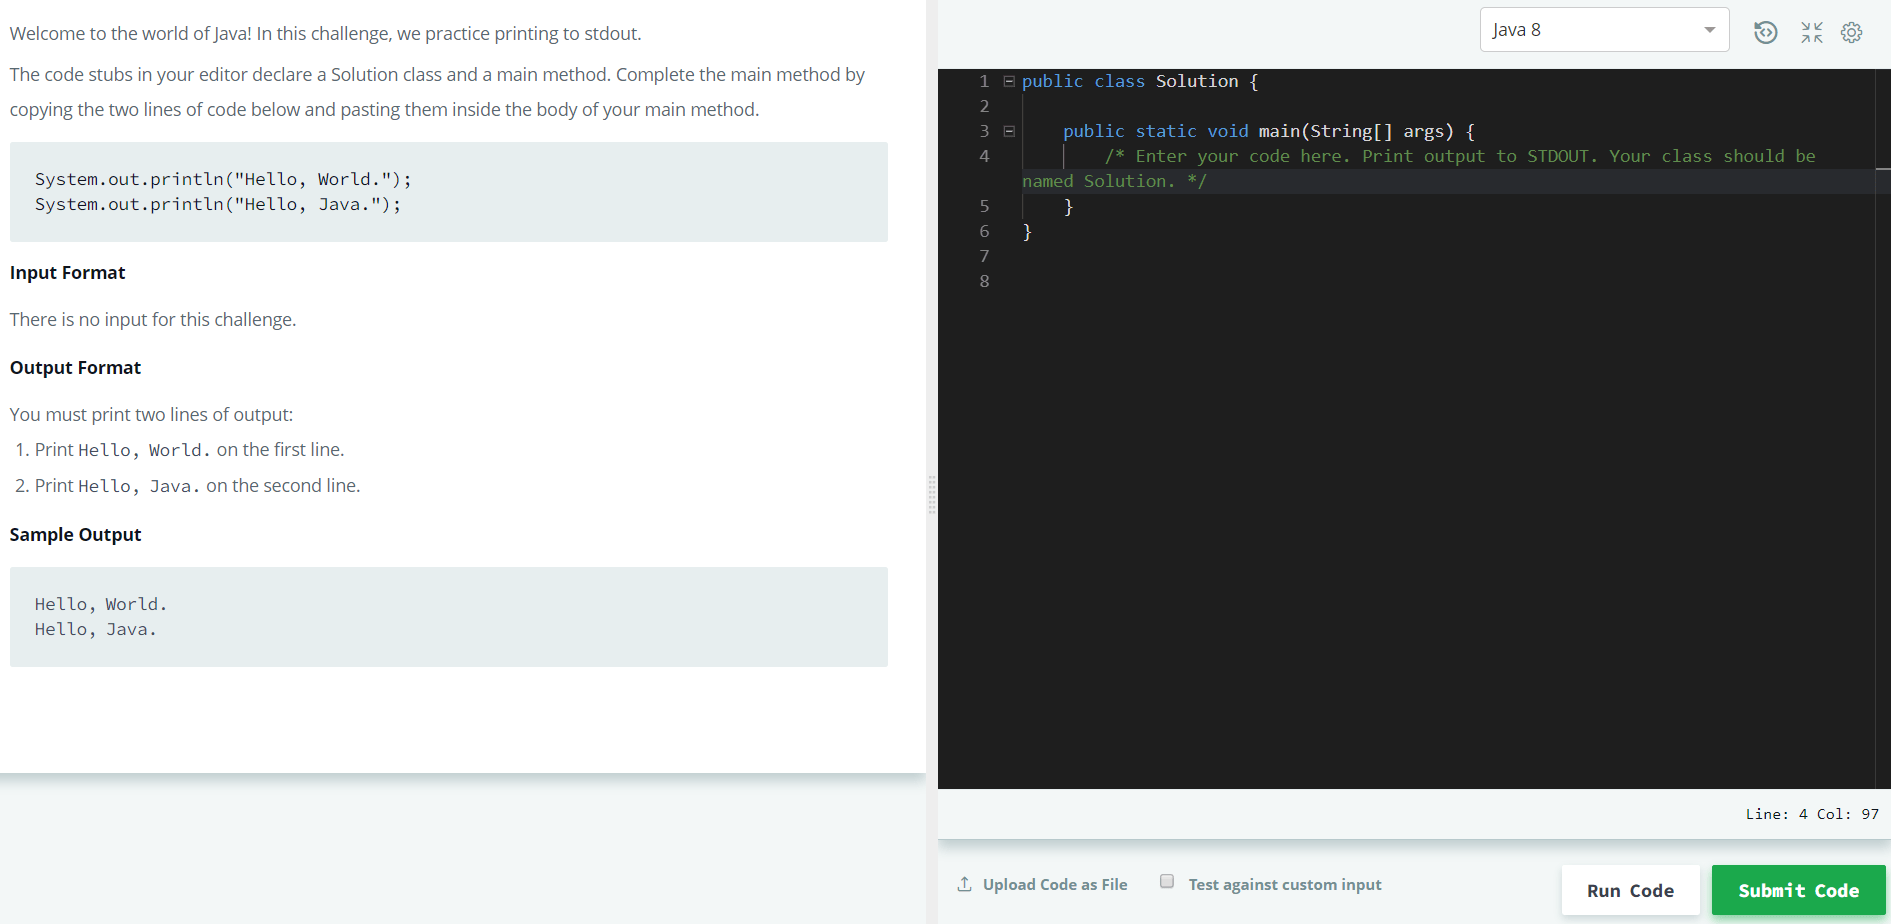 Welcome to the world of Java! In this challenge, we practice printing to stdout.
The code stubs in your editor declare a Solution class and a main method. Complete the main method by
copying the two lines of code below and pasting them inside the body of your main method.
System.out.println("Hello, World.");
System.out.println("Hello, Java.");
Input Format
There is no input for this challenge.
Output Format
You must print two lines of output:
1. Print Hello, World. on the first line.
2. Print Hello, Java. on the second line.
Sample Output
Hello, World.
Hello, Java.
Java 8
1 public class Solution {
2
3     public static void main(String[] args) {
4         /* Enter your code here. Print output to STDOUT. Your class should be
named Solution. */
5     }
6 }
7
8
Line: 4 Col: 97
Upload Code as File
Test against custom input
Run Code
Submit Code